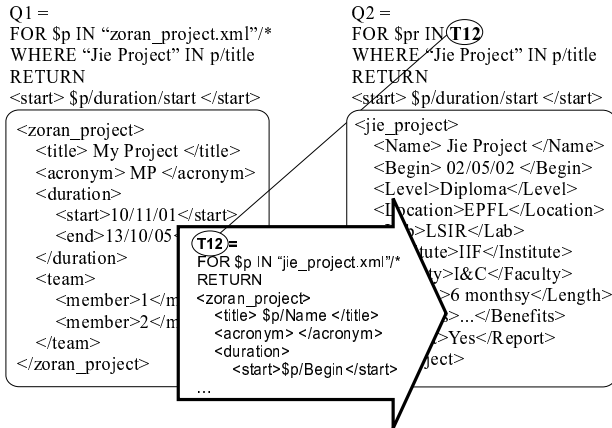 Q1 =
FOR $p IN “zoran_project.xml”/*
WHERE “Jie Project” IN p/title
RETURN
<start> $p/duration/start </start>
<zoran_project>
<title> My Project </title>
<acronym> MP </acronym>
<duration>
<start>10/11/01</start>
<end>13/10/05
</duration>
<team>
<member>1</m
<member>2</m
</team>
</zoran_project>
Q2 =
FOR $pr IN T12
WHERE “Jie Project” IN p/title
RETURN
<start> $p/duration/start </start>
<jie_project>
<Name> Jie Project </Name>
<Begin> 02/05/02 </Begin>
<Level>Diploma</Level>
<Location>EPFL</Location>
>LSIR</Lab>
tute>IIF</Institute>
ty>I&C</Faculty>
>6 monthsy</Length>
s>...</Benefits>
t>Yes</Report>
ject>
T12 =
FOR $p IN “jie_project.xml”/*
RETURN
<zoran_project>
<title> $p/Name </title>
<acronym> </acronym>
<duration>
<start>$p/Begin </start>
...